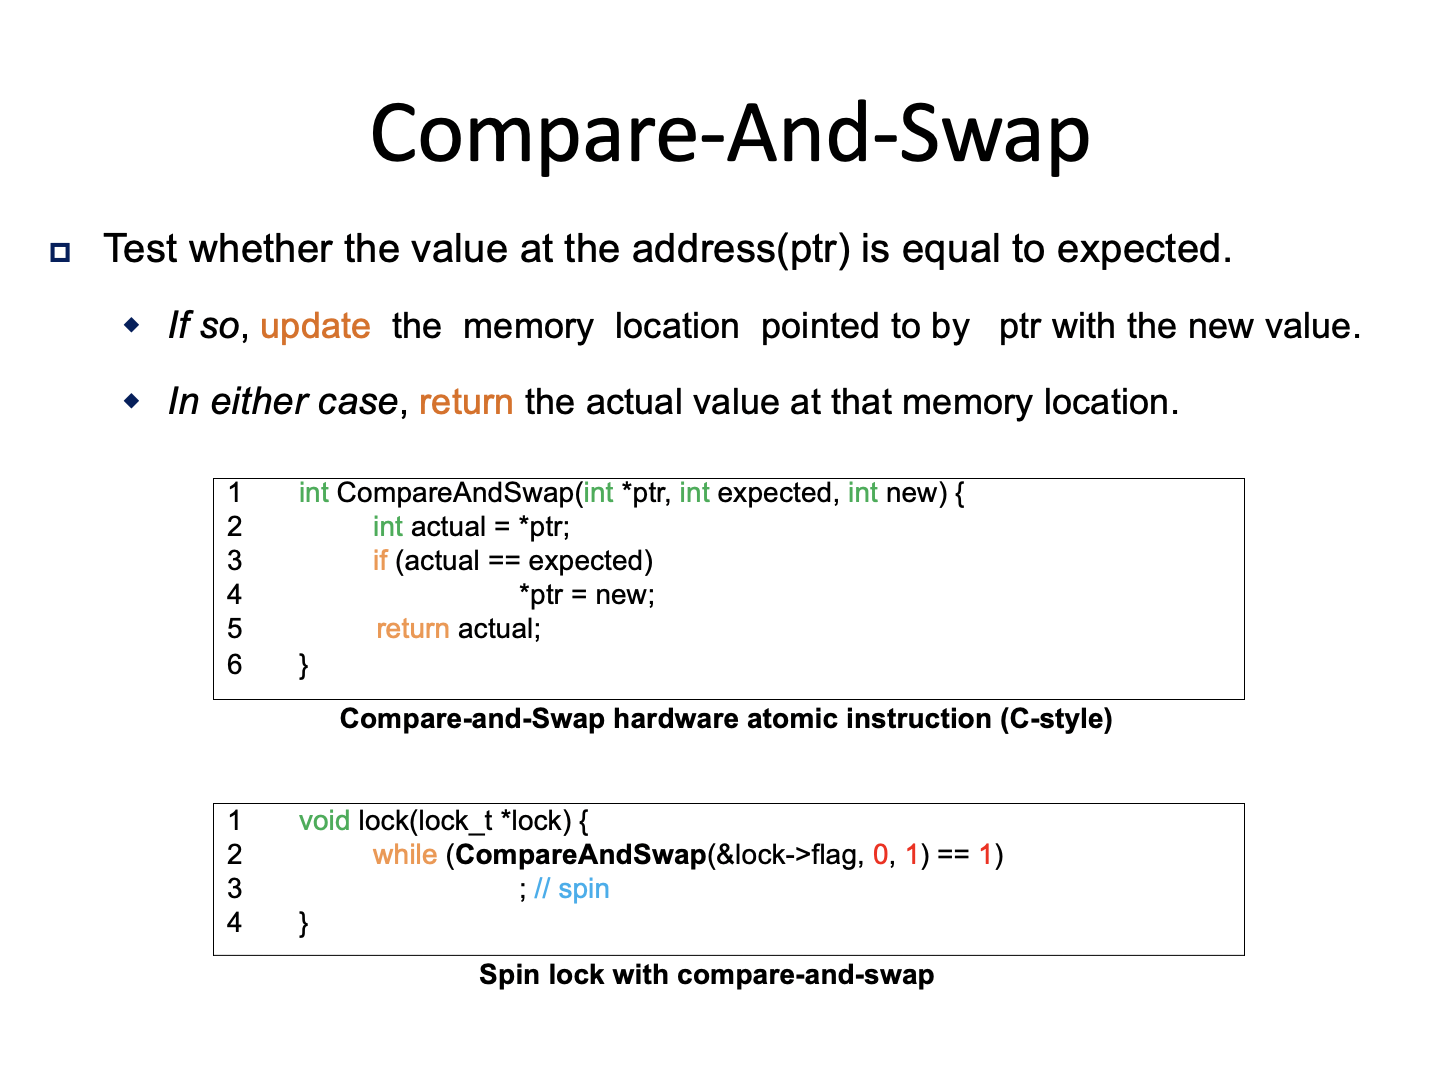 Compare-And-Swap
Test whether the value at the address(ptr) is equal to expected.
If so, update the memory location pointed to by ptr with the new value.
In either case, return the actual value at that memory location.
1 int CompareAndSwap(int *ptr, int expected, int new) {
2 int actual = *ptr;
3 if (actual == expected)
4 *ptr = new;
5 return actual;
6 }
Compare-and-Swap hardware atomic instruction (C-style)
1 void lock(lock_t *lock) {
2 while (CompareAndSwap(&lock->flag, 0, 1) == 1)
3 ; // spin
4 }
Spin lock with compare-and-swap